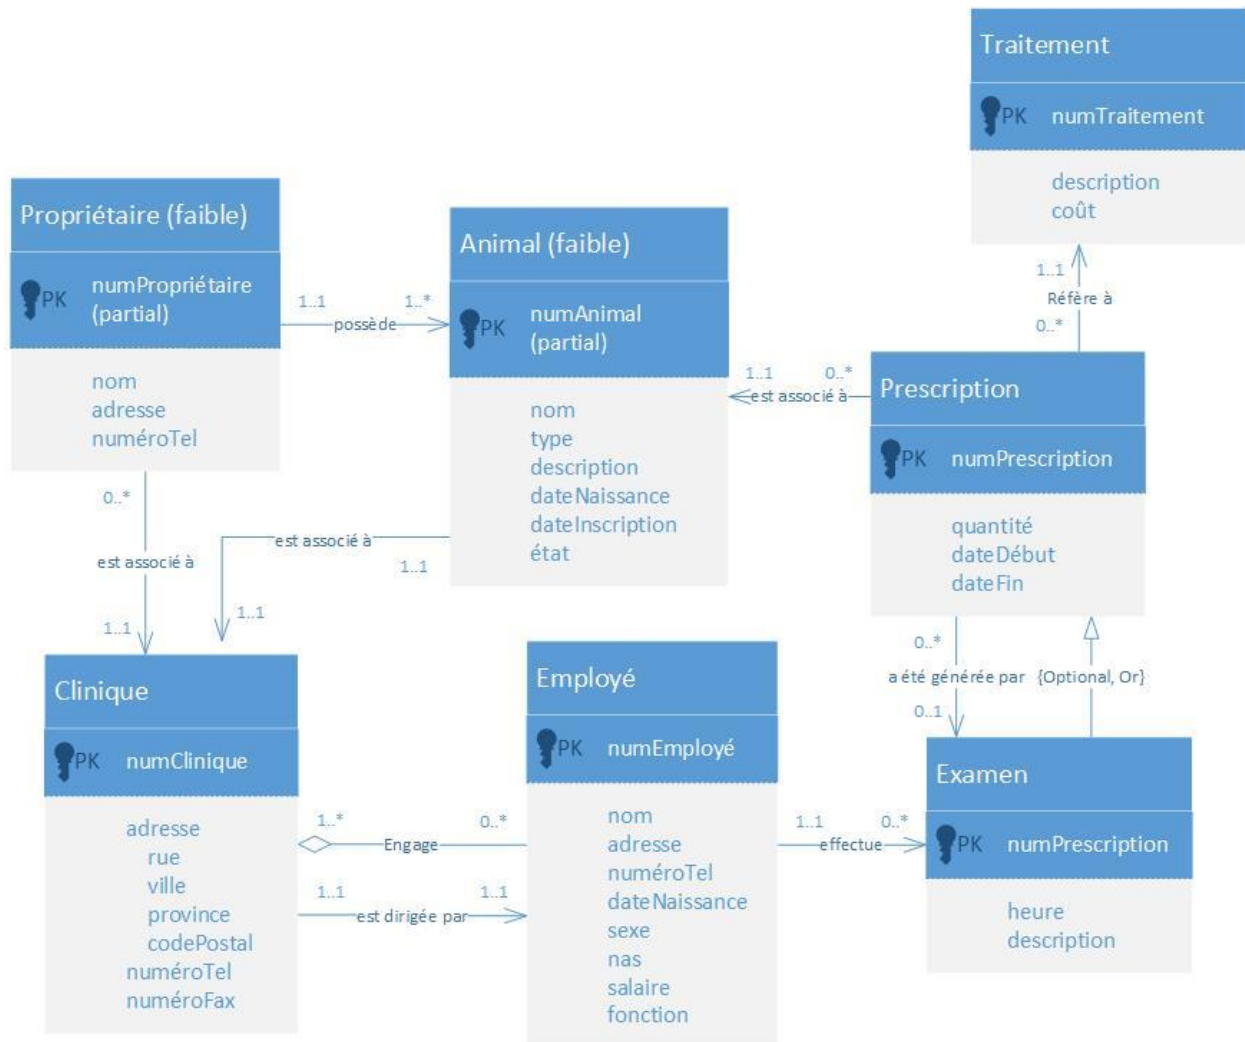 Traitement
PK numTraitement
description
coût
1..1
Réfère à
0..*
Propriétaire (faible)
PK numPropriétaire
(partial)
nom
adresse
numéroTel
1..1 1..*
possède
Animal (faible)
PK numAnimal
(partial)
nom
type
description
dateNaissance
dateInscription
état
1..1 0..*
est associé à
Prescription
PK numPrescription
quantité
dateDébut
dateFin
0..*
est associé à
1..1
est associé à
1..1
1..1
0..*
a été générée par {Optional, Or}
0..1
Clinique
PK numClinique
adresse
rue
ville
province
codePostal
numéroTel
numéroFax
1..* 0..*
Engage
1..1 1..1
est dirigée par
Employé
PK numEmployé
nom
adresse
numéroTel
dateNaissance
sexe
nas
salaire
fonction
1..1 0..*
effectue
Examen
PK numPrescription
heure
description